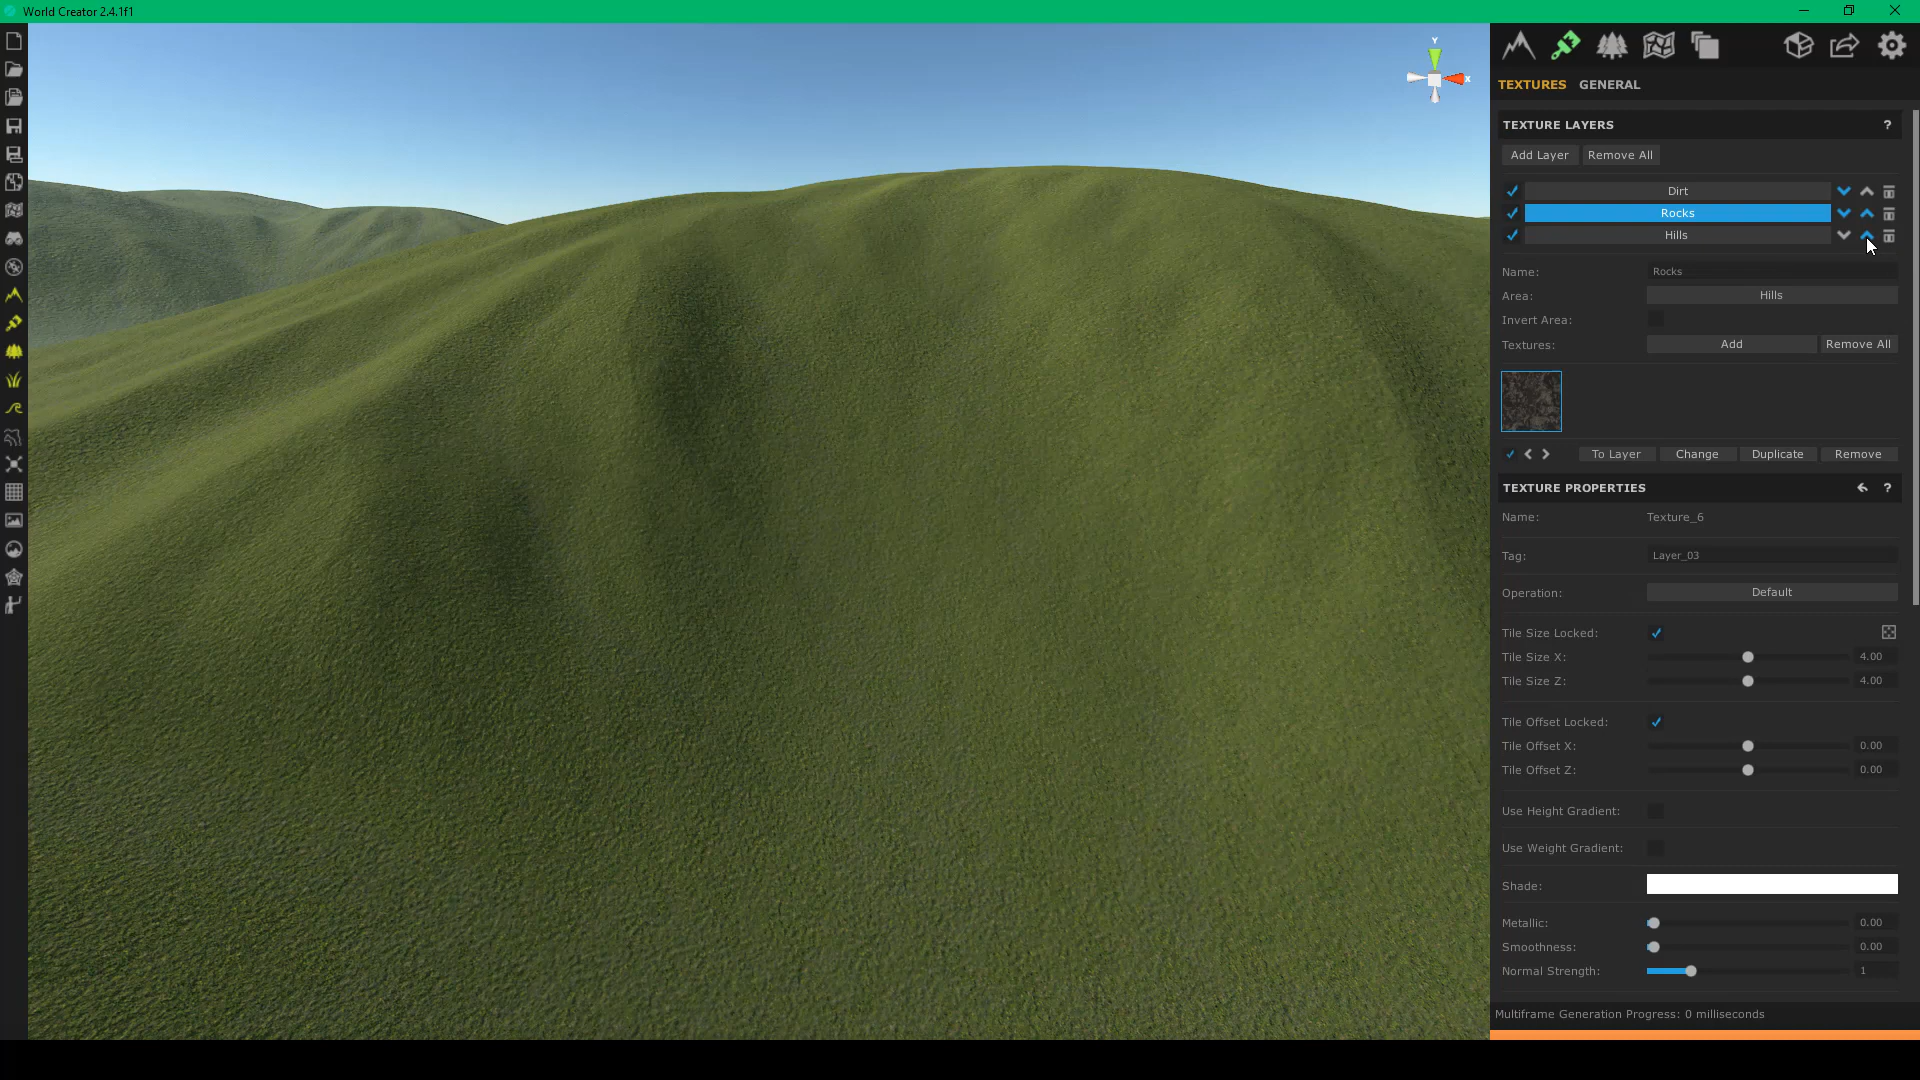 World Creator 2.4.1f1
Y
X
TEXTURES GENERAL
TEXTURE LAYERS ?
Add Layer Remove All
Dirt
Rocks
Hills
Name: Rocks
Area: Hills
Invert Area:
Textures: Add Remove All
To Layer Change Duplicate Remove
TEXTURE PROPERTIES ?
Name: Texture_6
Tag: Layer_03
Operation: Default
Tile Size Locked:
Tile Size X: 4.00
Tile Size Z: 4.00
Tile Offset Locked:
Tile Offset X: 0.00
Tile Offset Z: 0.00
Use Height Gradient:
Use Weight Gradient:
Shade:
Metallic: 0.00
Smoothness: 0.00
Normal Strength: 1
Multiframe Generation Progress: 0 milliseconds